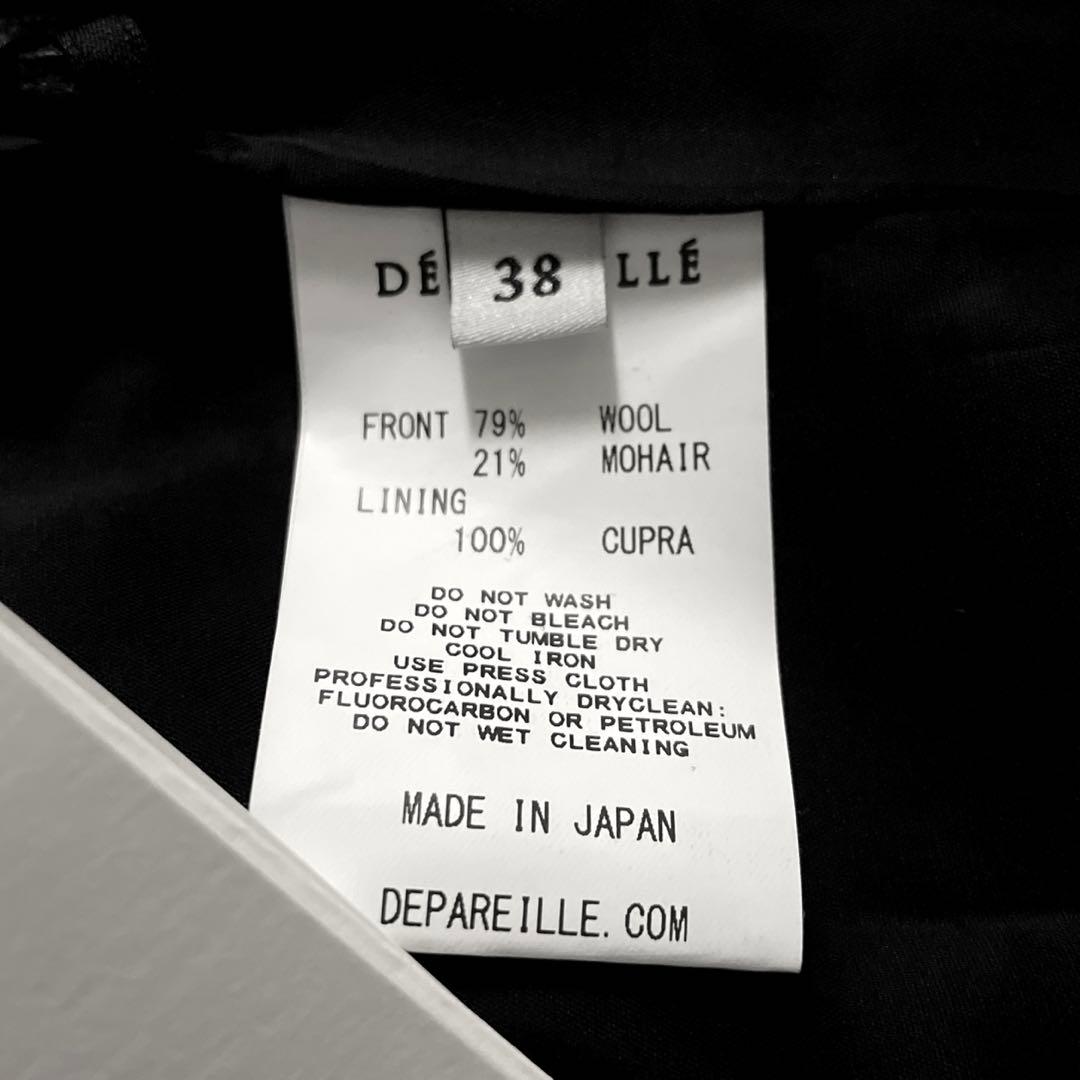 DÉ 38 LLÉ
FRONT 79% WOOL
21% MOHAIR
LINING
100% CUPRA
DO NOT WASH
DO NOT BLEACH
DO NOT TUMBLE DRY
COOL IRON
USE PRESS CLOTH
PROFESSIONALLY DRYCLEAN:
FLUOROCARBON OR PETROLEUM
DO NOT WET CLEANING
MADE IN JAPAN
DEPAREILLE.COM